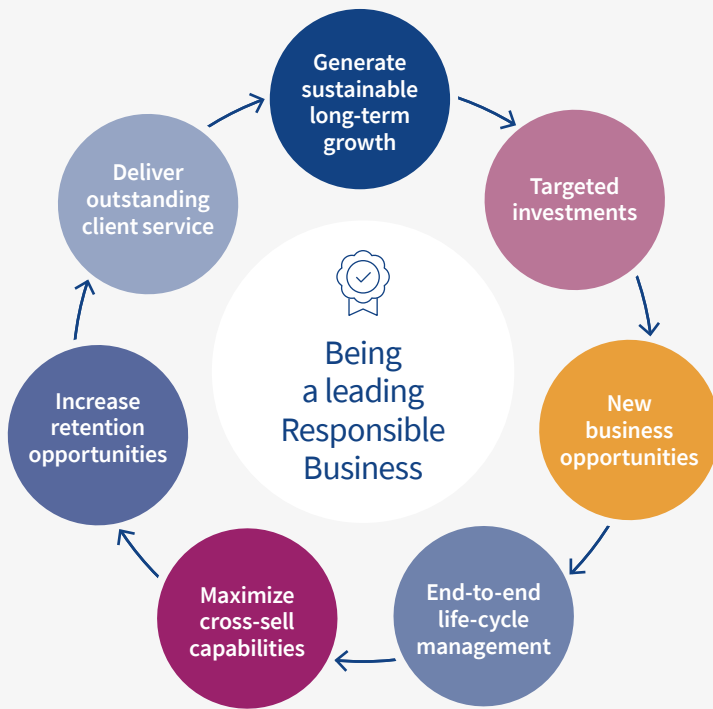 Generate
sustainable
long-term
growth
Targeted
investments
New
business
opportunities
End-to-end
life-cycle
management
Maximize
cross-sell
capabilities
Increase
retention
opportunities
Deliver
outstanding
client service
Being
a leading
Responsible
Business